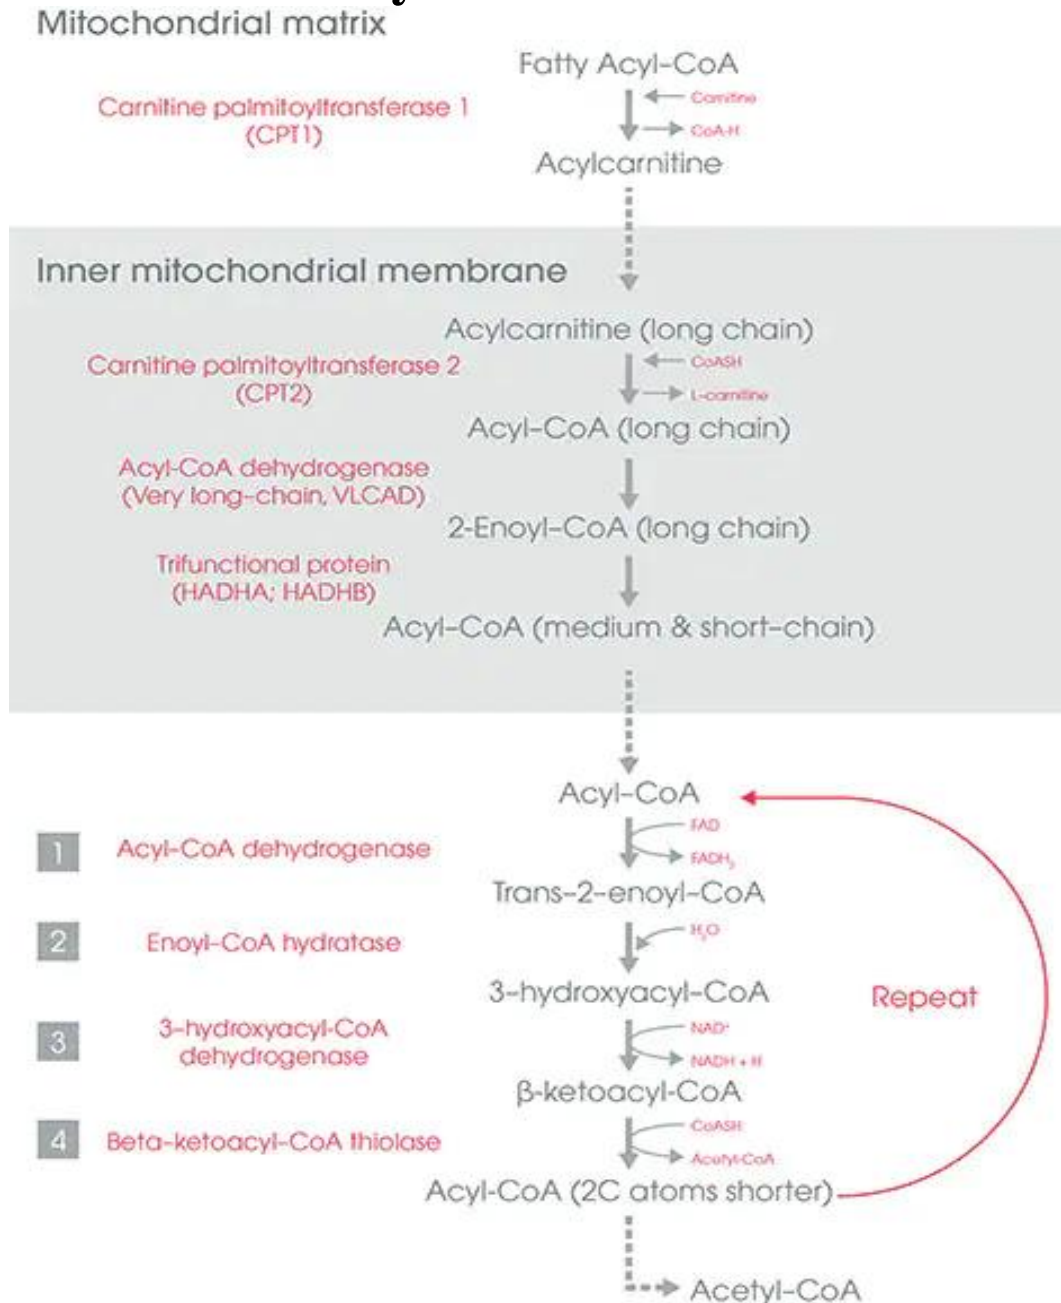 Mitochondrial matrix
Fatty Acyl-CoA
Carnitine palmitoyltransferase 1
(CPT1)
Carnitine
CoA-H
Acylcarnitine
Inner mitochondrial membrane
Acylcarnitine (long chain)
Carnitine palmitoyltransferase 2
(CPT2)
CoASH
L-carnitine
Acyl-CoA (long chain)
Acyl-CoA dehydrogenase
(Very long-chain, VLCAD)
2-Enoyl-CoA (long chain)
Trifunctional protein
(HADHA; HADHB)
Acyl-CoA (medium & short-chain)
Acyl-CoA
1
Acyl-CoA dehydrogenase
FAD
FADH₂
Trans-2-enoyl-CoA
2
Enoyl-CoA hydratase
H₂O
3-hydroxyacyl-CoA
Repeat
3
3-hydroxyacyl-CoA
dehydrogenase
NAD⁺
NADH + H
β-ketoacyl-CoA
4
Beta-ketoacyl-CoA thiolase
CoASH
Acetyl-CoA
Acyl-CoA (2C atoms shorter)
Acetyl-CoA